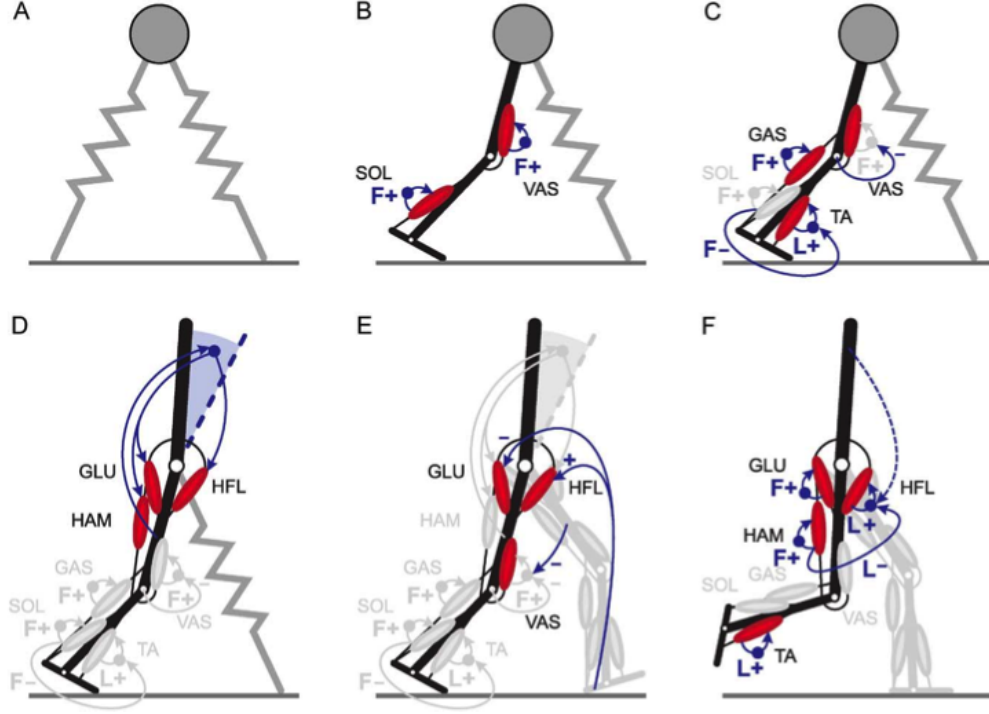 A
B
SOL
F+
F+
VAS
C
GAS
F+
SOL
F+
F+
-
VAS
TA
L+
F-
D
GLU
HFL
HAM
GAS
F+
SOL
F+
F+
-
VAS
TA
L+
F-
E
-
+
GLU
HFL
HAM
-
GAS
F+
SOL
F+
F+
-
VAS
TA
L+
F-
F
GLU
HFL
F+
L+
HAM
F+
L-
GAS
SOL
VAS
TA
L+